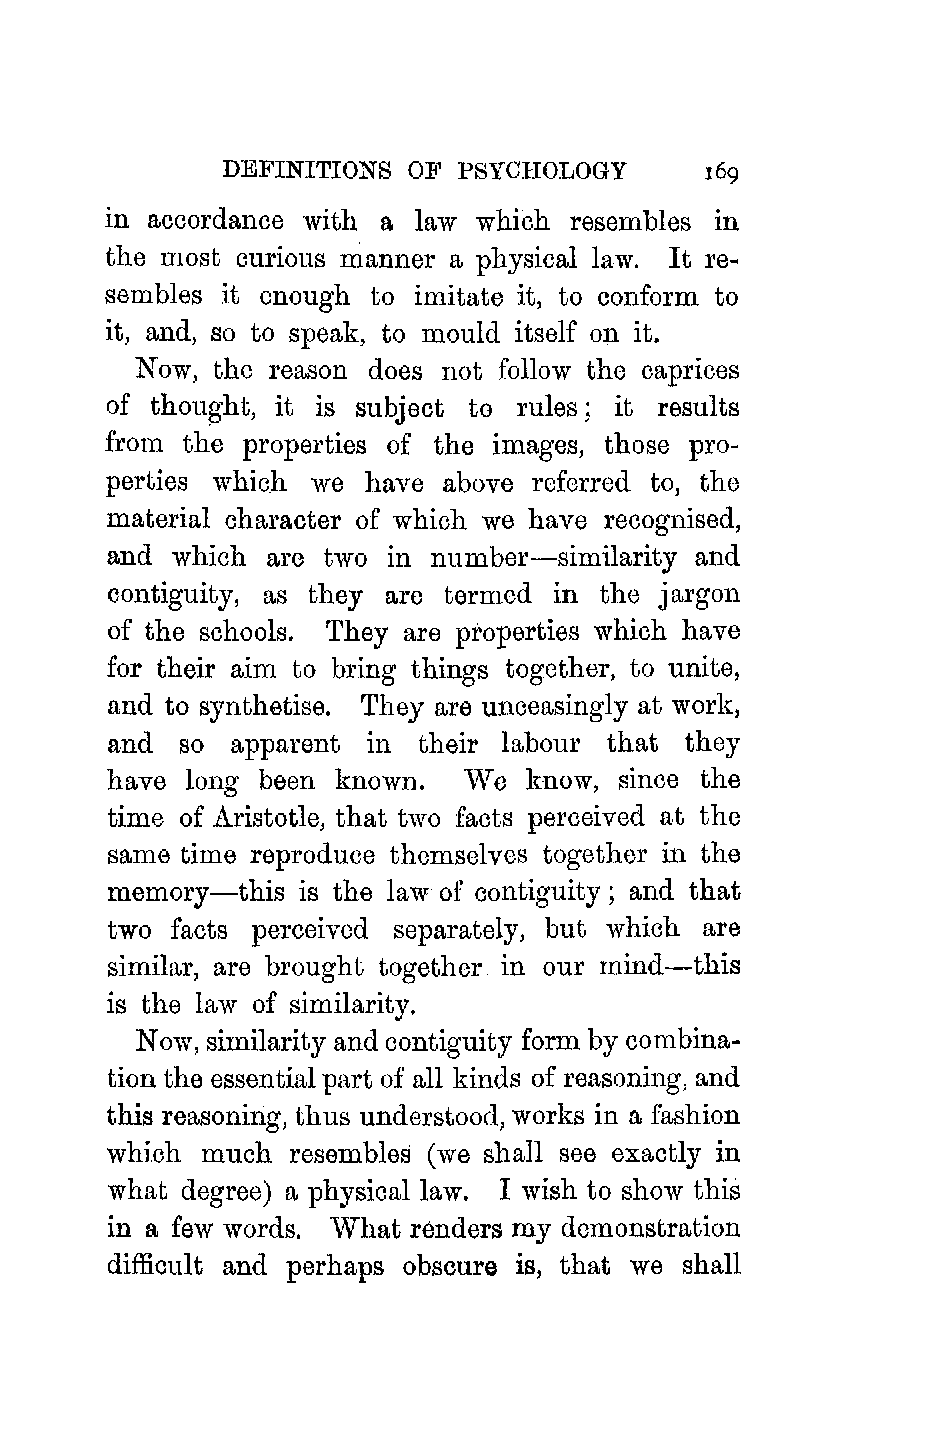 DEFINITIONS OF PSYCHOLOGY 169
in accordance with a law which resembles in
the most curious manner a physical law. It re-
sembles it enough to imitate it, to conform to
it, and, so to speak, to mould itself on it.
Now, the reason does not follow the caprices
of thought, it is subject to rules; it results
from the properties of the images, those pro-
perties which we have above referred to, the
material character of which we have recognised,
and which are two in number—similarity and
contiguity, as they are termed in the jargon
of the schools. They are properties which have
for their aim to bring things together, to unite,
and to synthetise. They are unceasingly at work,
and so apparent in their labour that they
have long been known. We know, since the
time of Aristotle, that two facts perceived at the
same time reproduce themselves together in the
memory—this is the law of contiguity; and that
two facts perceived separately, but which are
similar, are brought together in our mind—this
is the law of similarity.
Now, similarity and contiguity form by combina-
tion the essential part of all kinds of reasoning, and
this reasoning, thus understood, works in a fashion
which much resembles (we shall see exactly in
what degree) a physical law. I wish to show this
in a few words. What renders my demonstration
difficult and perhaps obscure is, that we shall